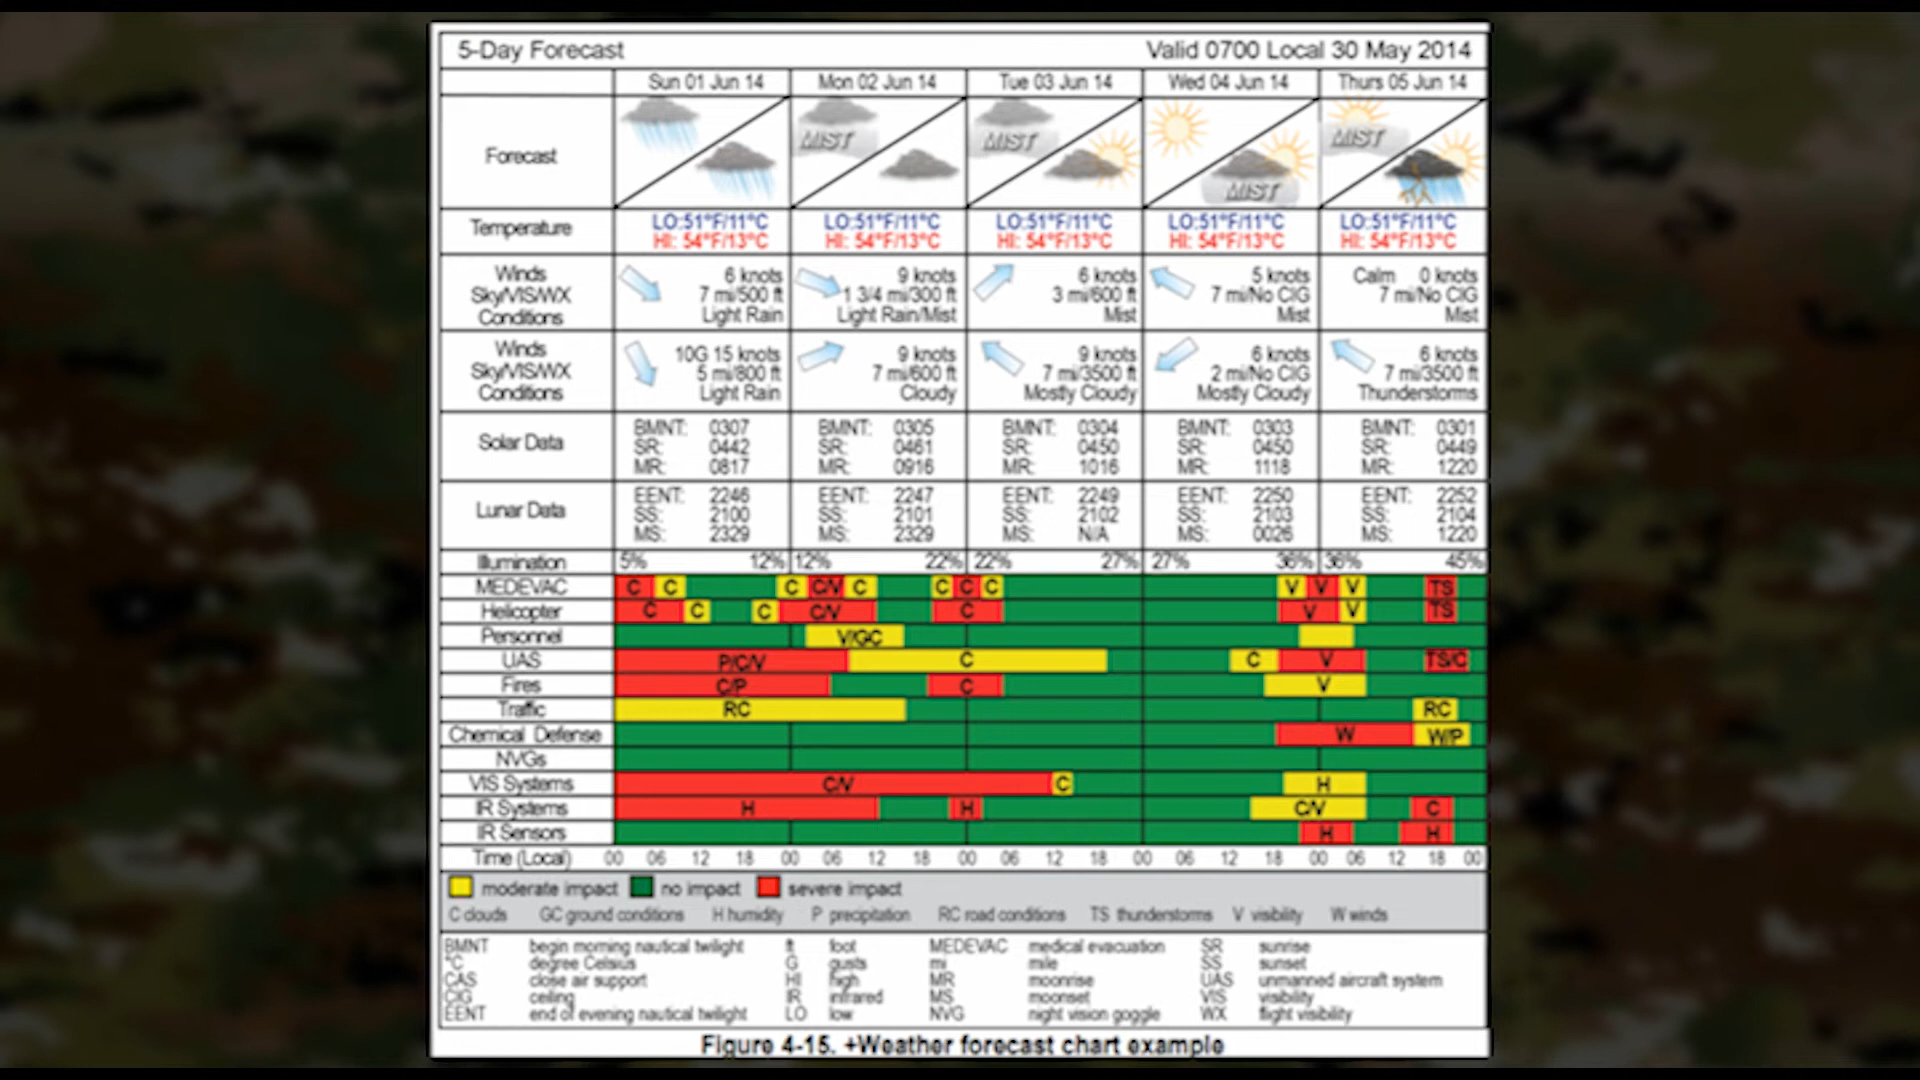 5-Day Forecast Valid 0700 Local 30 May 2014
Sun 01 Jun 14 Mon 02 Jun 14 Tue 03 Jun 14 Wed 04 Jun 14 Thurs 05 Jun 14
Forecast MIST MIST MIST MIST
Temperature LO:51°F/11°C LO:51°F/11°C LO:51°F/11°C LO:51°F/11°C LO:51°F/11°C
HI: 54°F/13°C HI: 54°F/13°C HI: 54°F/13°C HI: 54°F/13°C HI: 54°F/13°C
Winds 6 knots 9 knots 6 knots 5 knots Calm 0 knots
Sky/VIS/WX 7 mi/500 ft 1 3/4 mi/300 ft 3 mi/600 ft 7 mi/No CIG 7 mi/No CIG
Conditions Light Rain Light Rain/Mist Mist Mist Mist
Winds 10G 15 knots 9 knots 9 knots 6 knots 6 knots
Sky/VIS/WX 5 mi/800 ft 7 mi/600 ft 7 mi/3500 ft 2 mi/No CIG 7 mi/3500 ft
Conditions Light Rain Cloudy Mostly Cloudy Mostly Cloudy Thunderstorms
Solar Data
BMNT: 0307 BMNT: 0305 BMNT: 0304 BMNT: 0303 BMNT: 0301
SR: 0442 SR: 0461 SR: 0450 SR: 0450 SR: 0449
MR: 0817 MR: 0916 MR: 1016 MR: 1118 MR: 1220
Lunar Data
EENT: 2246 EENT: 2247 EENT: 2249 EENT: 2250 EENT: 2252
SS: 2100 SS: 2101 SS: 2102 SS: 2103 SS: 2104
MS: 2329 MS: 2329 MS: N/A MS: 0026 MS: 1220
Illumination 5% 12% 12% 22% 22% 27% 27% 36% 36% 45%
MEDEVAC C C C C/V C C C C V V V TS
Helicopter C C C C/V C V V TS
Personnel V/GC
UAS P/C/V C C V TS/C
Fires C/P C V
Traffic RC RC
Chemical Defense W W/P
NVGs
VIS Systems C/V C H
IR Systems H H C/V C
IR Sensors H H
Time (Local) 00 06 12 18 00 06 12 18 00 06 12 18 00 06 12 18 00 06 12 18 00
moderate impact no impact severe impact
C clouds GC ground conditions H humidity P precipitation RC road conditions TS thunderstorms V visibility W winds
BMNT begin morning nautical twilight ft foot MEDEVAC medical evacuation SR sunrise
°C degree Celsius G gusts mi mile SS sunset
CAS close air support HI high MR moonrise UAS unmanned aircraft system
CIG ceiling IR infrared MS moonset VIS visibility
EENT end of evening nautical twilight LO low NVG night vision goggle WX flight visibility
Figure 4-15. +Weather forecast chart example